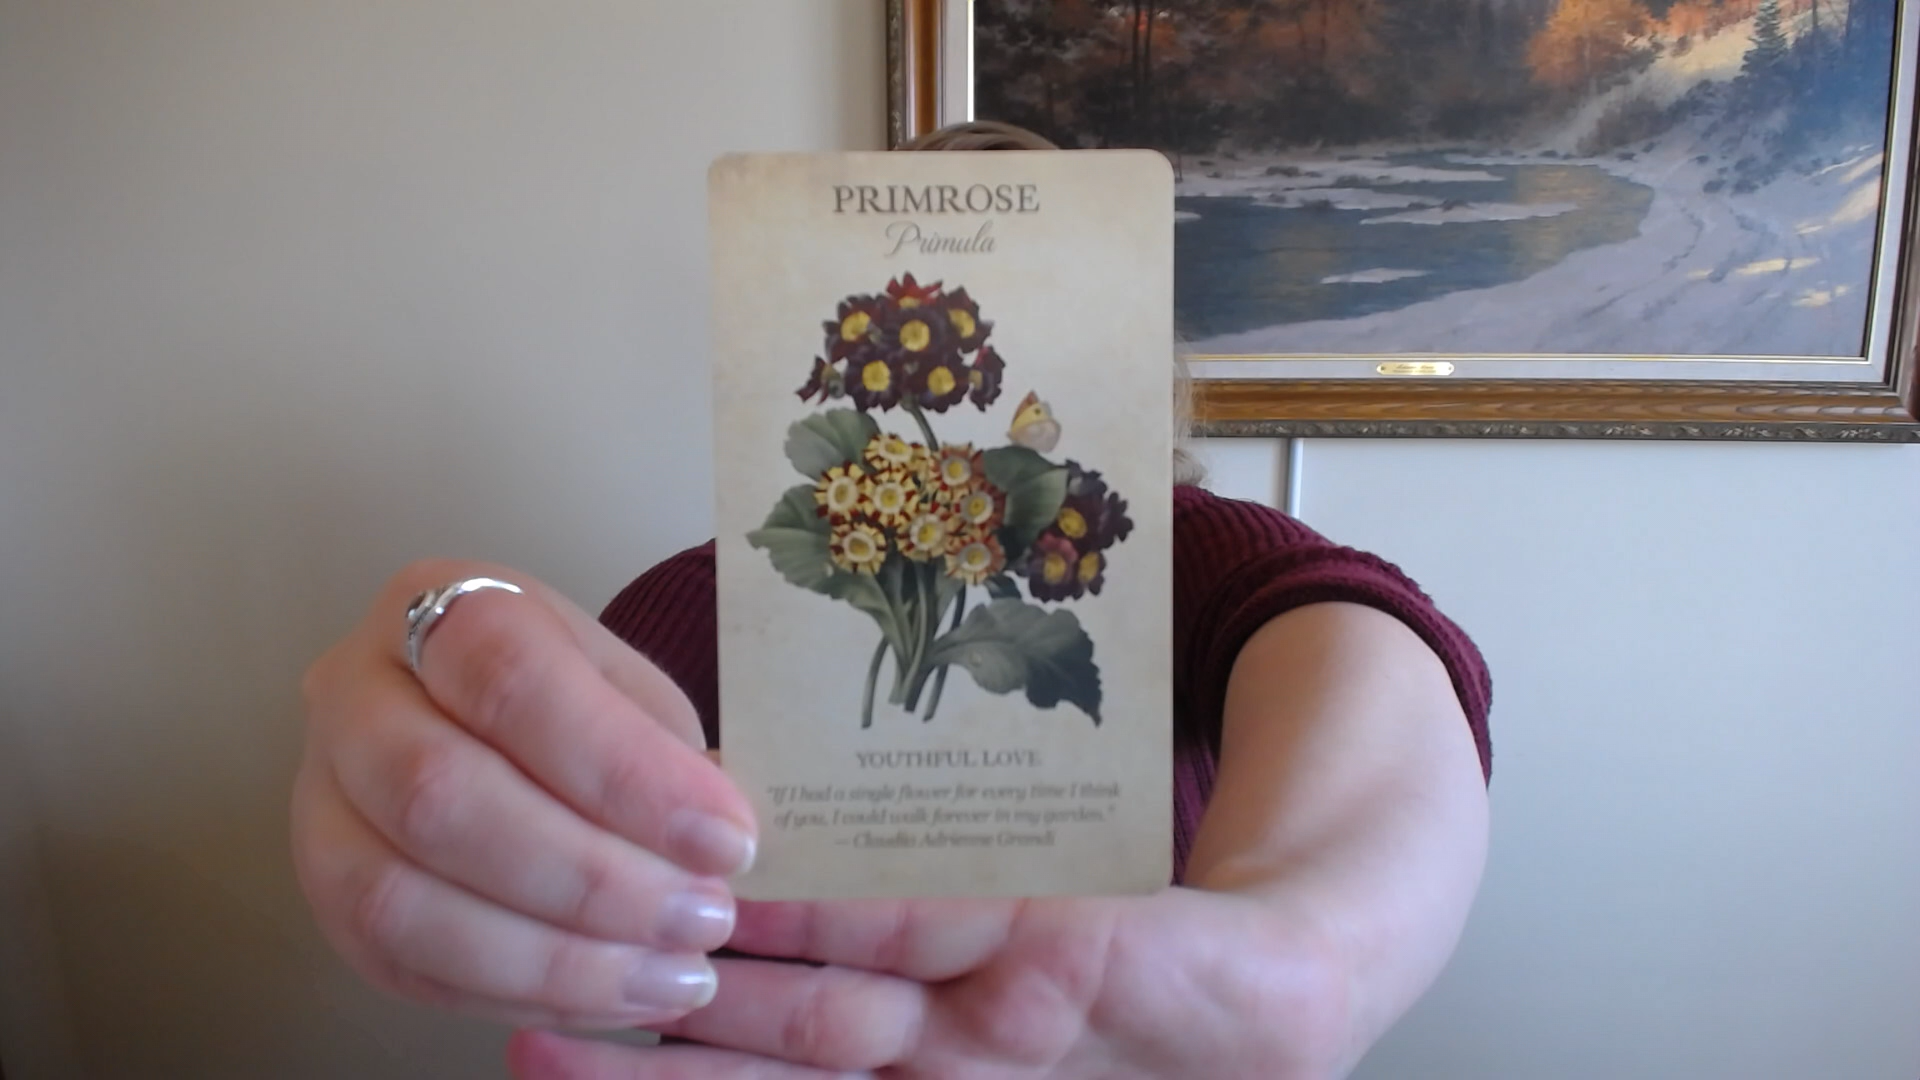 PRIMROSE
Primula
YOUTHFUL LOVE
"If I had a single flower for every time I think
of you, I could walk forever in my garden."
— Claudia Adrienne Grandi